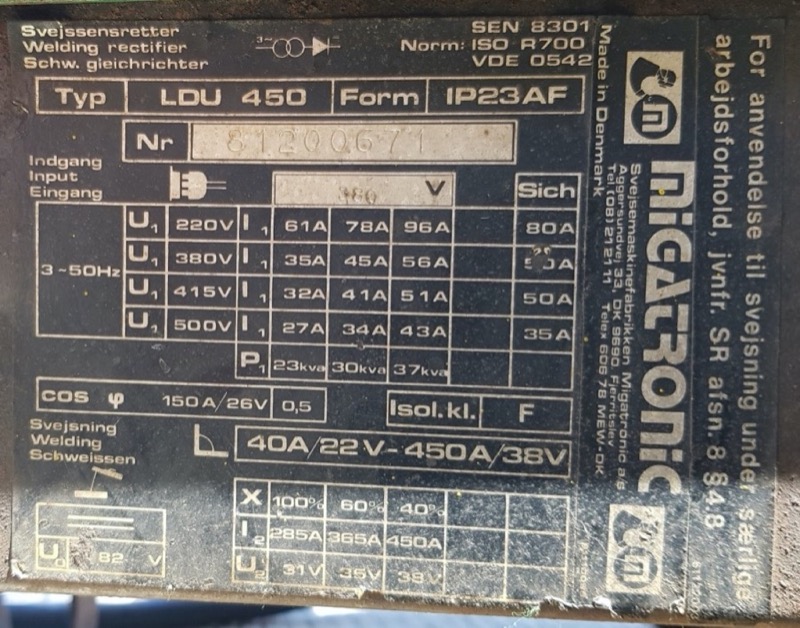 Svejssensretter
Welding rectifier
Schw. gleichrichter
3~
SEN 8301
Norm: ISO R700
VDE 0542
Typ LDU 450 Form IP23AF
Nr 81200671
Indgang
Input
Eingang
380 V Sich
3~50Hz
U1 220V I1 61A 78A 96A 80A
U1 380V I1 35A 45A 56A 50A
U1 415V I1 32A 41A 51A 50A
U1 500V I1 27A 34A 43A 35A
P1 23kva 30kva 37kva
cos φ 150A/26V 0,5 Isol.kl. F
Svejsning
Welding
Schweissen
40A/22V-450A/38V
X 100% 60% 40%
I2 285A 365A 450A
U2 31V 35V 38V
U0 82 V
Made in Denmark
MIGATRONIC
Svejsemaskinefabrikken Migatronic a/s
Aggersundvej 33, DK 9690 Fjerritslev
Tel (08) 21 21 11 Telex 606 78 MEW-DK
For anvendelse til svejsning under særlige
arbejdsforhold, jvnfr. SR afsn. 8 §4.8